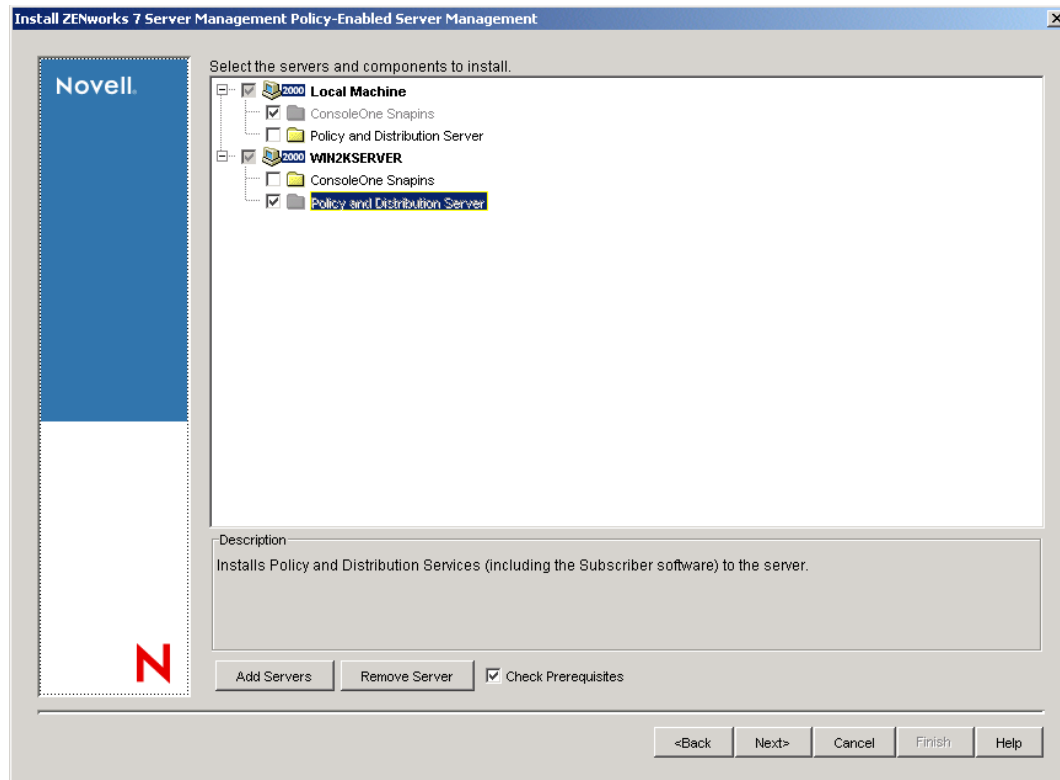 Install ZENworks 7 Server Management Policy-Enabled Server Management
Novell.
Select the servers and components to install.
2000 Local Machine
ConsoleOne Snapins
Policy and Distribution Server
2000 WIN2KSERVER
ConsoleOne Snapins
Policy and Distribution Server
Description
Installs Policy and Distribution Services (including the Subscriber software) to the server.
N
Add Servers
Remove Server
Check Prerequisites
<Back
Next>
Cancel
Finish
Help